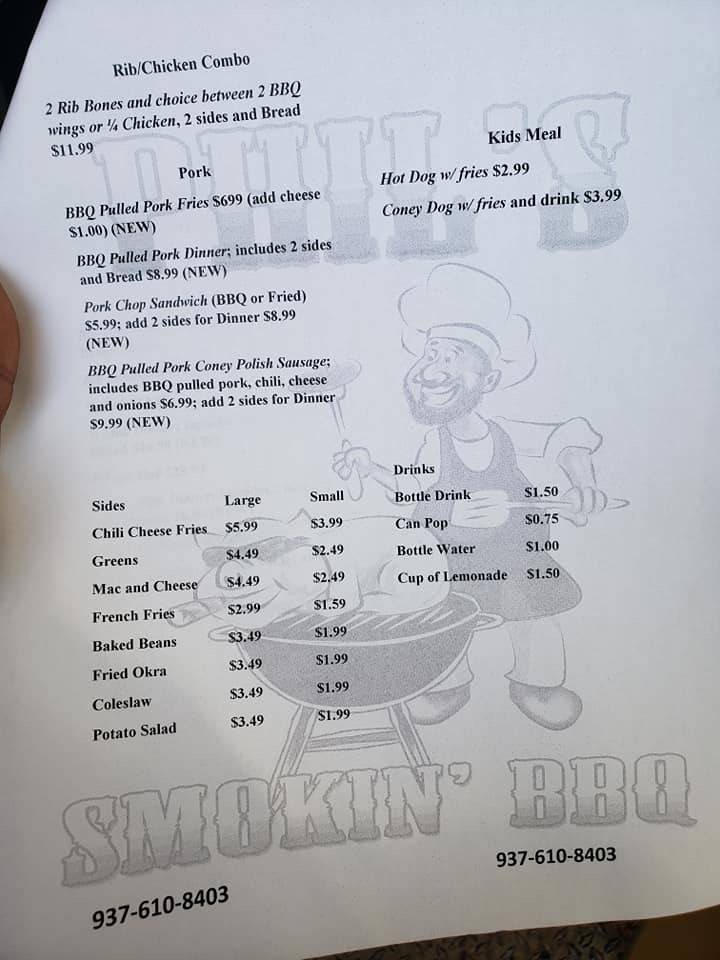 Rib/Chicken Combo
2 Rib Bones and choice between 2 BBQ
wings or ¼ Chicken, 2 sides and Bread
$11.99
Pork
BBQ Pulled Pork Fries $699 (add cheese
$1.00) (NEW)
BBQ Pulled Pork Dinner; includes 2 sides
and Bread $8.99 (NEW)
Pork Chop Sandwich (BBQ or Fried)
$5.99; add 2 sides for Dinner $8.99
(NEW)
BBQ Pulled Pork Coney Polish Sausage;
includes BBQ pulled pork, chili, cheese
and onions $6.99; add 2 sides for Dinner
$9.99 (NEW)
Kids Meal
Hot Dog w/ fries $2.99
Coney Dog w/ fries and drink $3.99
PHIL'S
Sides Large Small
Chili Cheese Fries $5.99 $3.99
Greens $4.49 $2.49
Mac and Cheese $4.49 $2.49
French Fries $2.99 $1.59
Baked Beans $3.49 $1.99
Fried Okra $3.49 $1.99
Coleslaw $3.49 $1.99
Potato Salad $3.49 $1.99
Drinks
Bottle Drink $1.50
Can Pop $0.75
Bottle Water $1.00
Cup of Lemonade $1.50
SMOKIN' BBQ
937-610-8403
937-610-8403